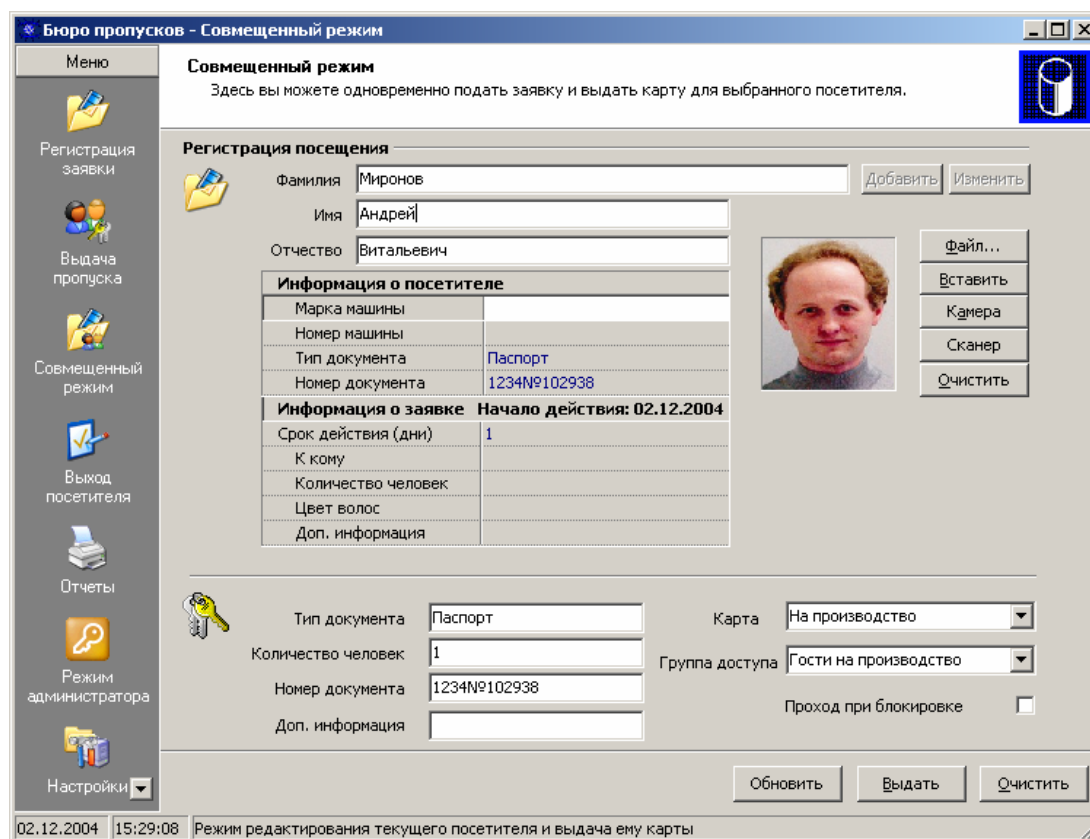 Бюро пропусков - Совмещенный режим
Меню
Регистрация
заявки
Выдача
пропуска
Совмещенный
режим
Выход
посетителя
Отчеты
Режим
администратора
Настройки
Совмещенный режим
Здесь вы можете одновременно подать заявку и выдать карту для выбранного посетителя.
Регистрация посещения
Фамилия Миронов Добавить Изменить
Имя Андрей
Отчество Витальевич
Файл...
Вставить
Камера
Сканер
Очистить
Информация о посетителе
Марка машины
Номер машины
Тип документа Паспорт
Номер документа 1234№102938
Информация о заявке Начало действия: 02.12.2004
Срок действия (дни) 1
К кому
Количество человек
Цвет волос
Доп. информация
Тип документа Паспорт
Количество человек 1
Номер документа 1234№102938
Доп. информация
Карта На производство
Группа доступа Гости на производство
Проход при блокировке
Обновить Выдать Очистить
02.12.2004 15:29:08 Режим редактирования текущего посетителя и выдача ему карты